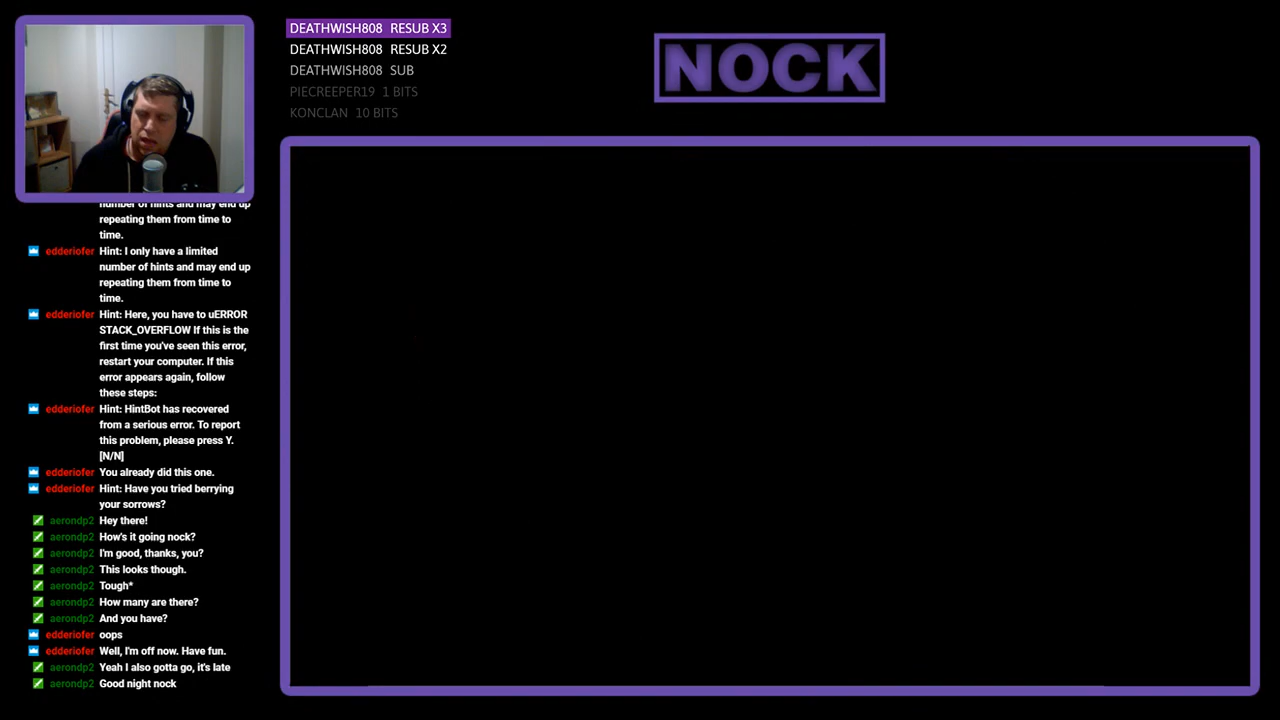 DEATHWISH808 RESUB X3
DEATHWISH808 RESUB X2
DEATHWISH808 SUB
PIECREEPER19 1 BITS
KONCLAN 10 BITS
NOCK
number of hints and may end up
repeating them from time to
time.
edderiofer Hint: I only have a limited
number of hints and may end up
repeating them from time to
time.
edderiofer Hint: Here, you have to uERROR
STACK_OVERFLOW If this is the
first time you've seen this error,
restart your computer. If this
error appears again, follow
these steps:
edderiofer Hint: HintBot has recovered
from a serious error. To report
this problem, please press Y.
[N/N]
edderiofer You already did this one.
edderiofer Hint: Have you tried berrying
your sorrows?
aerondp2 Hey there!
aerondp2 How's it going nock?
aerondp2 I'm good, thanks, you?
aerondp2 This looks though.
aerondp2 Tough*
aerondp2 How many are there?
aerondp2 And you have?
edderiofer oops
edderiofer Well, I'm off now. Have fun.
aerondp2 Yeah I also gotta go, it's late
aerondp2 Good night nock